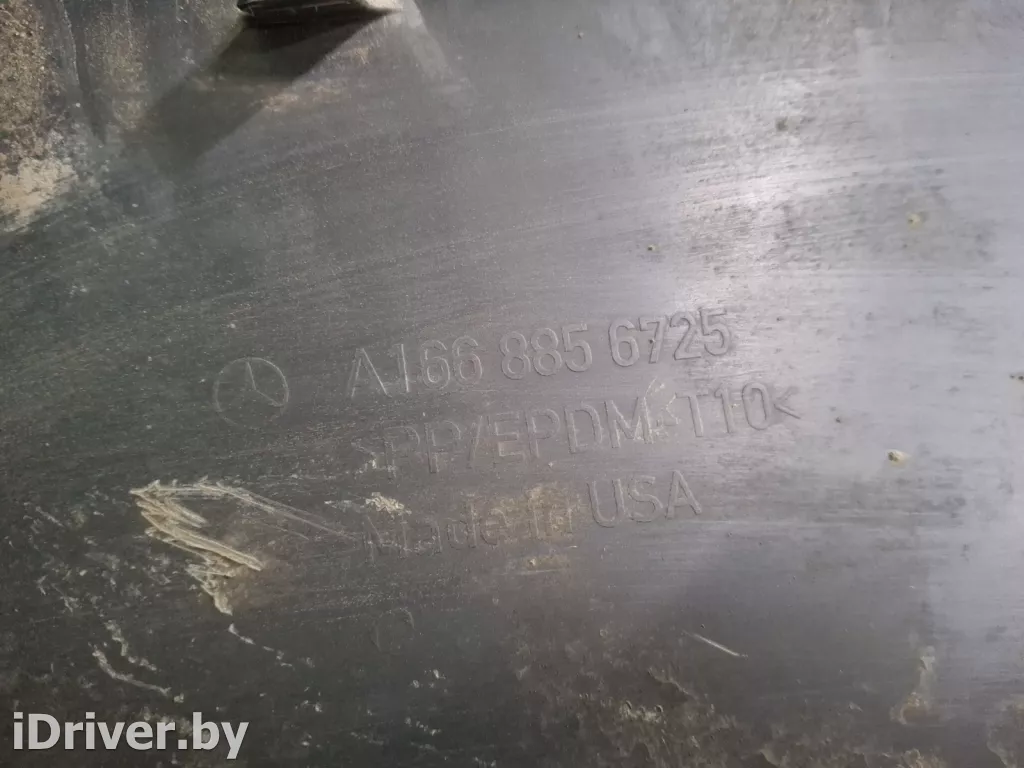 A166 885 6725
>PP/EPDM-T10<
Made in USA
iDriver.by